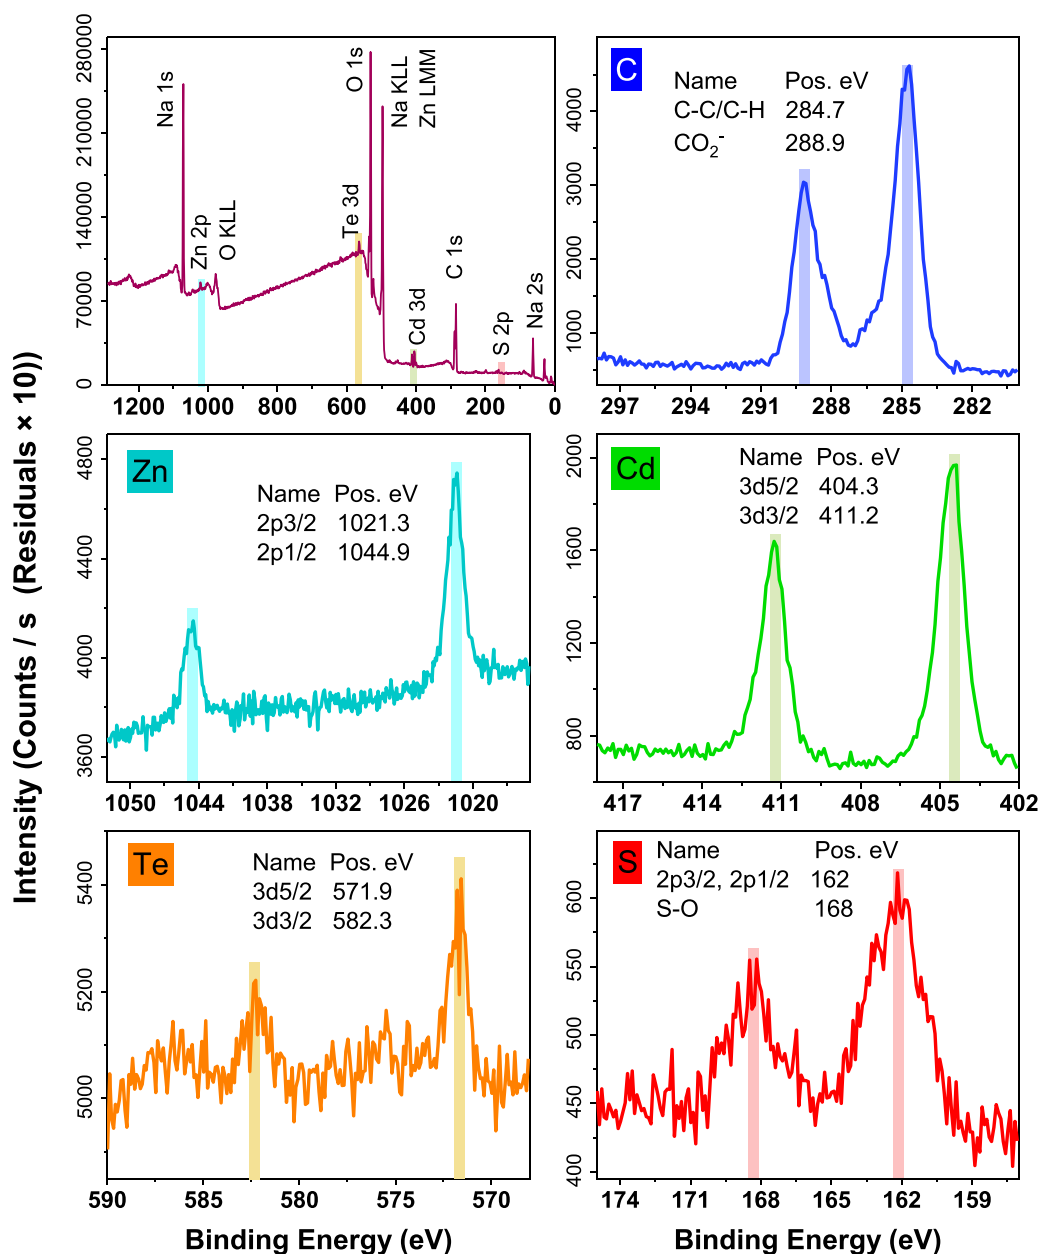 Intensity (Counts / s (Residuals × 10))
280000
210000
140000
70000
0
Na 1s
Zn 2p
O KLL
Te 3d
O 1s
Na KLL
Zn LMM
Cd 3d
C 1s
S 2p
Na 2s
1200 1000 800 600 400 200 0
C
Name Pos. eV
C-C/C-H 284.7
CO₂⁻ 288.9
4000
3000
2000
1000
297 294 291 288 285 282
Zn
Name Pos. eV
2p3/2 1021.3
2p1/2 1044.9
4800
4400
4000
3600
1050 1044 1038 1032 1026 1020
Cd
Name Pos. eV
3d5/2 404.3
3d3/2 411.2
2000
1600
1200
800
417 414 411 408 405 402
Te
Name Pos. eV
3d5/2 571.9
3d3/2 582.3
5400
5200
5000
590 585 580 575 570
S
Name Pos. eV
2p3/2, 2p1/2 162
S-O 168
600
550
500
450
400
174 171 168 165 162 159
Binding Energy (eV) Binding Energy (eV)